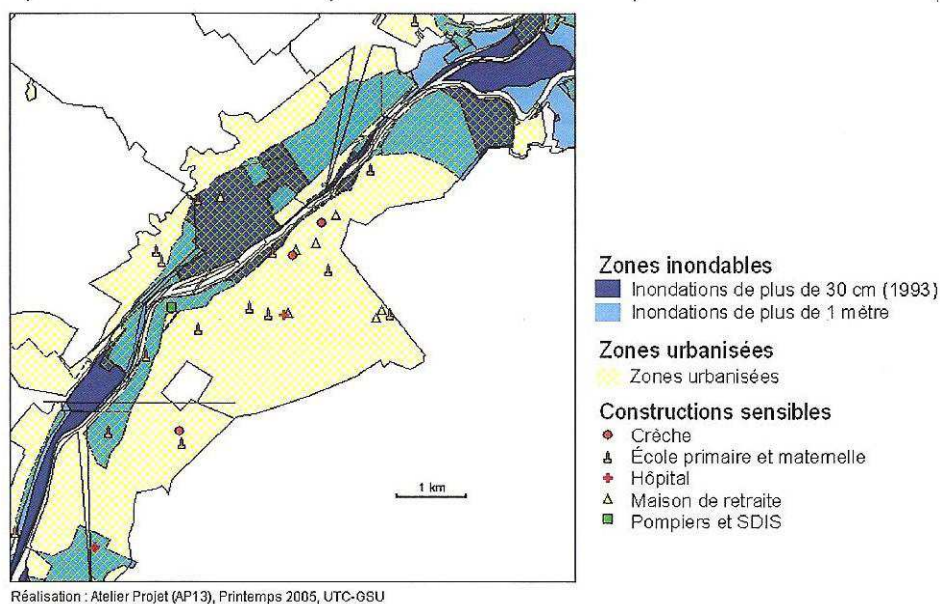 Zones inondables
Inondations de plus de 30 cm (1993)
Inondations de plus de 1 mètre
Zones urbanisées
Zones urbanisées
Constructions sensibles
Crèche
École primaire et maternelle
Hôpital
Maison de retraite
Pompiers et SDIS
1 km
Réalisation : Atelier Projet (AP13), Printemps 2005, UTC-GSU